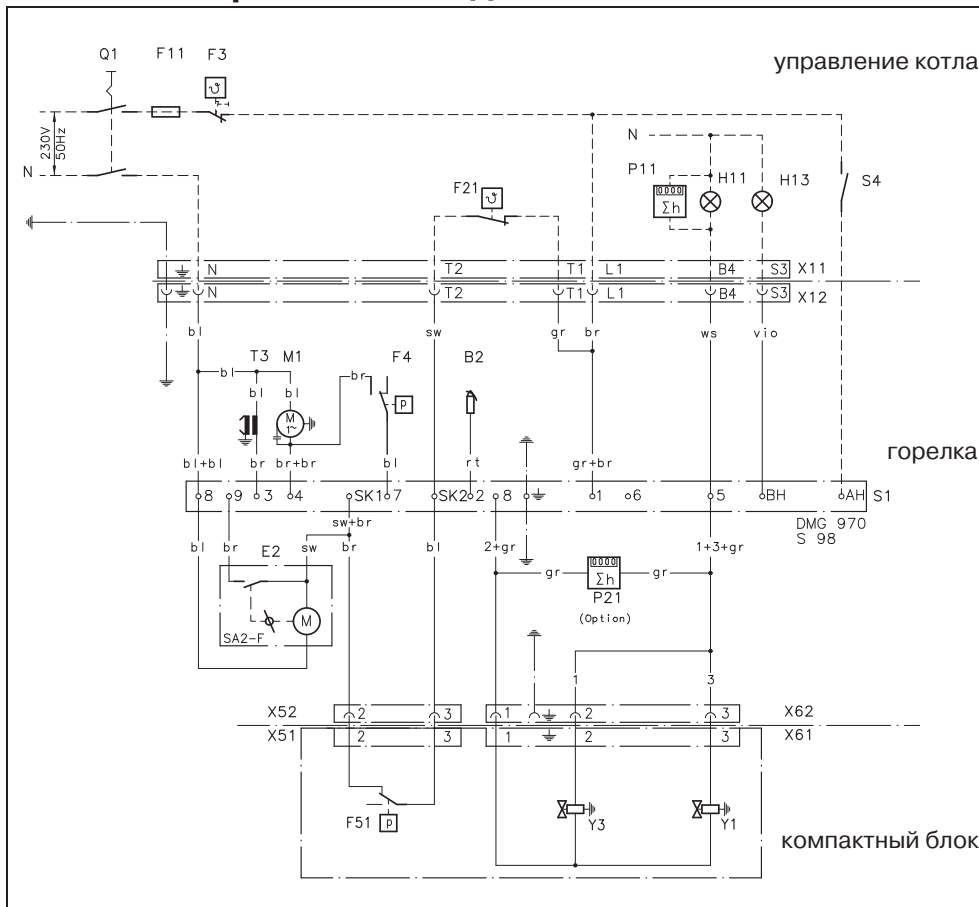 Q1 F11 F3
управление котла
ϑ
230V
50Hz
N
N
P11 H11 H13 S4
F21
ϑ
Σh
N T2 T1 L1 B4 S3 X11
N T2 T1 L1 B4 S3 X12
bl sw gr br ws vio
T3 M1 F4 B2
bl br
bl bl
M
1~
P
горелка
bl+bl br br+br bl rt gr+br
8 9 3 4 SK1 7 SK2 2 8 1 6 5 BH AH S1
DMG 970
S 98
sw+br
bl br E2 sw br bl 2+gr 1+3+gr
gr Σh gr
P21
(Option)
M
SA2-F
1 3
X52 2 3 1 2 3 X62
X51 2 3 1 2 3 X61
F51 P
Y3 Y1
компактный блок